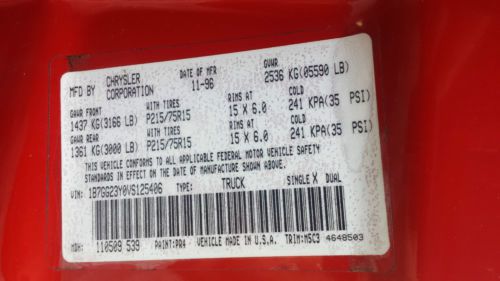 MFD BY CHRYSLER CORPORATION DATE OF MFR 11-96 GVWR 2536 KG(05590 LB)
GAWR FRONT WITH TIRES RIMS AT COLD
1437 KG(3166 LB) P215/75R15 15 X 6.0 241 KPA(35 PSI)
GAWR REAR WITH TIRES RIMS AT COLD
1361 KG(3000 LB) P215/75R15 15 X 6.0 241 KPA(35 PSI)
THIS VEHICLE CONFORMS TO ALL APPLICABLE FEDERAL MOTOR VEHICLE SAFETY
STANDARDS IN EFFECT ON THE DATE OF MANUFACTURE SHOWN ABOVE.
VIN: 1B7GG23Y0VS125406 TYPE: TRUCK SINGLE X DUAL
MDH: 110509 539 PAINT:PR4 VEHICLE MADE IN U.S.A. TRIM:M5C3 4648503